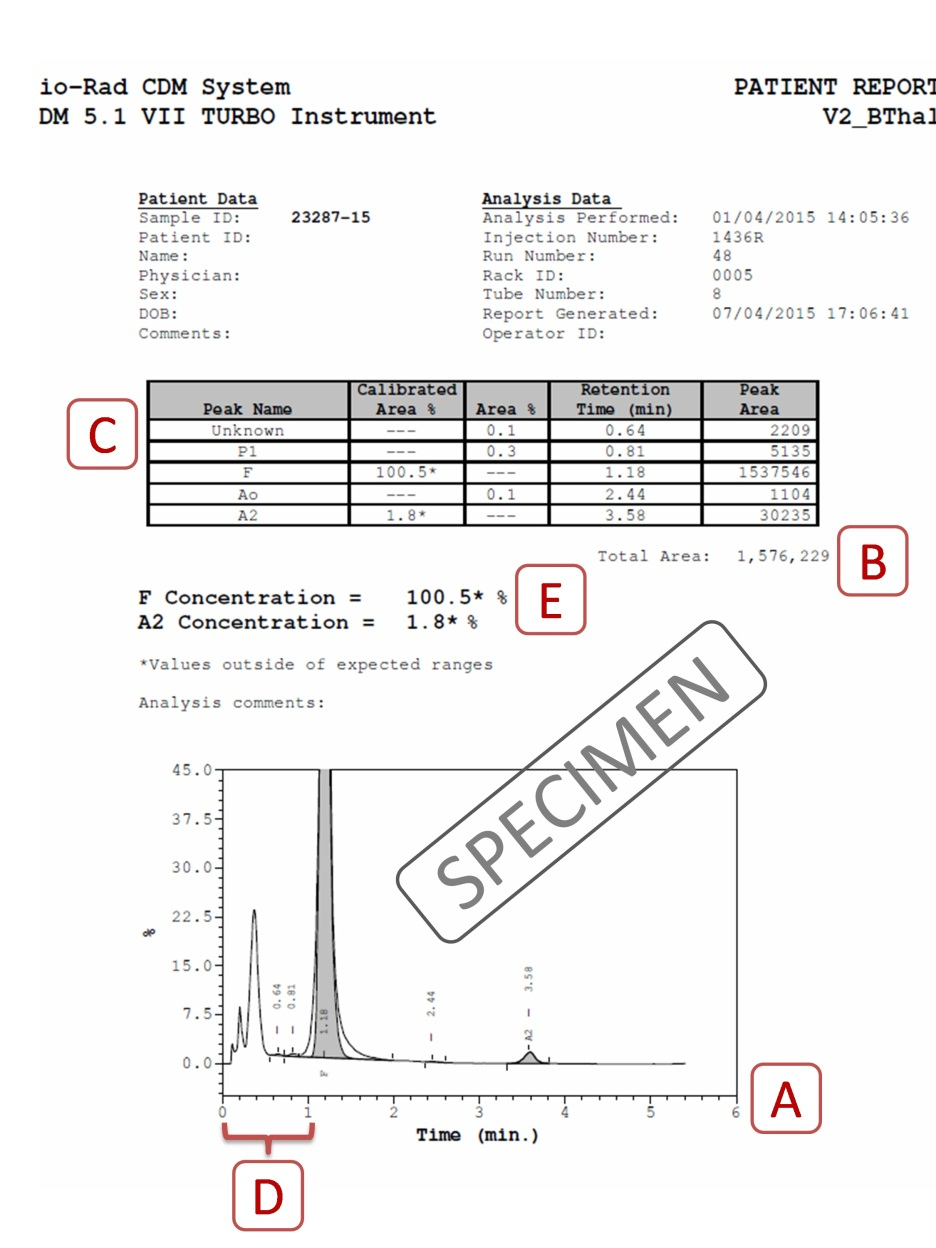 io-Rad CDM System PATIENT REPORT
DM 5.1 VII TURBO Instrument V2_BThal
Patient Data Analysis Data
Sample ID: 23287-15 Analysis Performed: 01/04/2015 14:05:36
Patient ID: Injection Number: 1436R
Name: Run Number: 48
Physician: Rack ID: 0005
Sex: Tube Number: 8
DOB: Report Generated: 07/04/2015 17:06:41
Comments: Operator ID:
Calibrated Retention Peak
Peak Name Area % Area % Time (min) Area
C
Unknown --- 0.1 0.64 2209
P1 --- 0.3 0.81 5135
F 100.5* --- 1.18 1537546
Ao --- 0.1 2.44 1104
A2 1.8* --- 3.58 30235
Total Area: 1,576,229
B
F Concentration = 100.5* %
A2 Concentration = 1.8* %
E
*Values outside of expected ranges
Analysis comments:
SPECIMEN
45.0
37.5
30.0
22.5
15.0
7.5
0.0
%
0.64
0.81
1.18
F
2.44
A2 - 3.58
0 1 2 3 4 5 6
Time (min.)
A
D